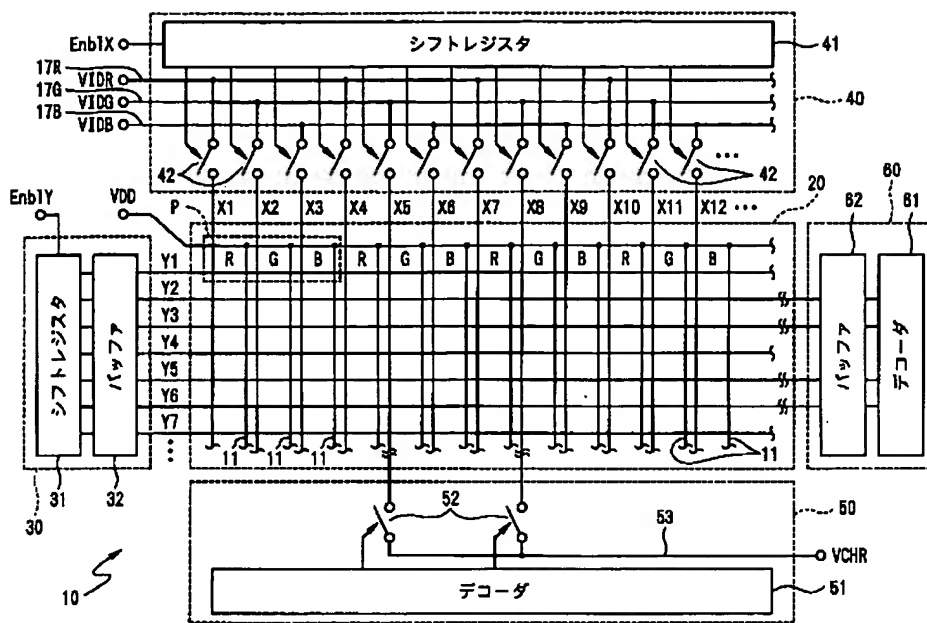 EnblX
シフトレジスタ
41
17R
VIDR
17G
VIDG
17B
VIDB
40
42
...
42
EnblY
VDD
P
X1 X2 X3 X4 X5 X6 X7 X8 X9 X10 X11 X12 ...
20
60
62
61
R G B R G B R G B R G B
Y1
Y2
Y3
Y4
Y5
Y6
Y7
シフトレジスタ
バッファ
バッファ
デコーダ
11 11 11
11
31
32
30
52
50
53
VCHR
デコーダ
51
10